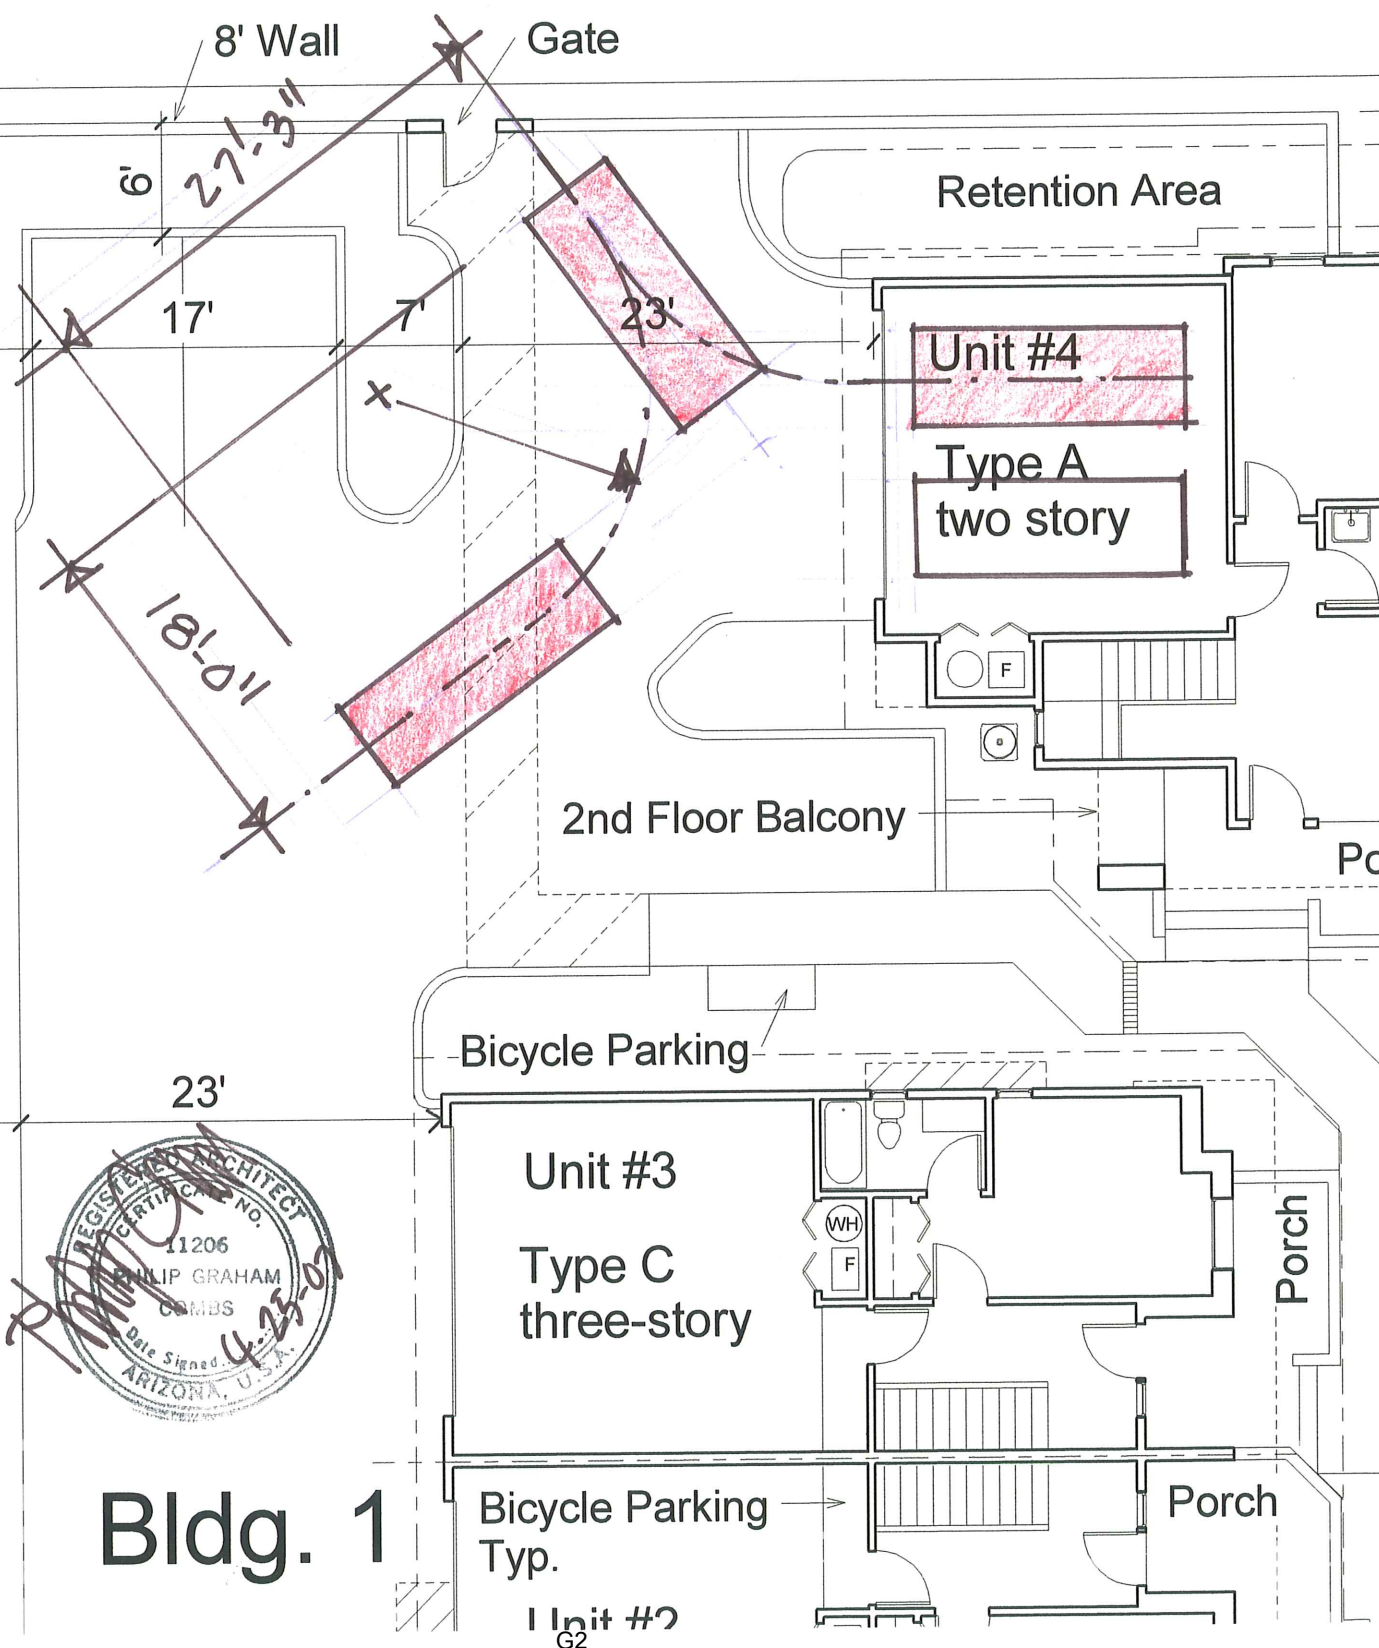 8' Wall
Gate
27'-3"
6'
Retention Area
17'
7'
23'
Unit #4
X
Type A
two story
18'-0"
F
2nd Floor Balcony
Po
Bicycle Parking
23'
Unit #3
WH
F
Type C
three-story
Porch
REGISTERED ARCHITECT
CERTIFICATE NO.
11206
PHILIP GRAHAM
COMBS
Date Signed
4-25-07
ARIZONA, U.S.A.
Bldg. 1
Bicycle Parking
Typ.
Porch
Unit #2
G2